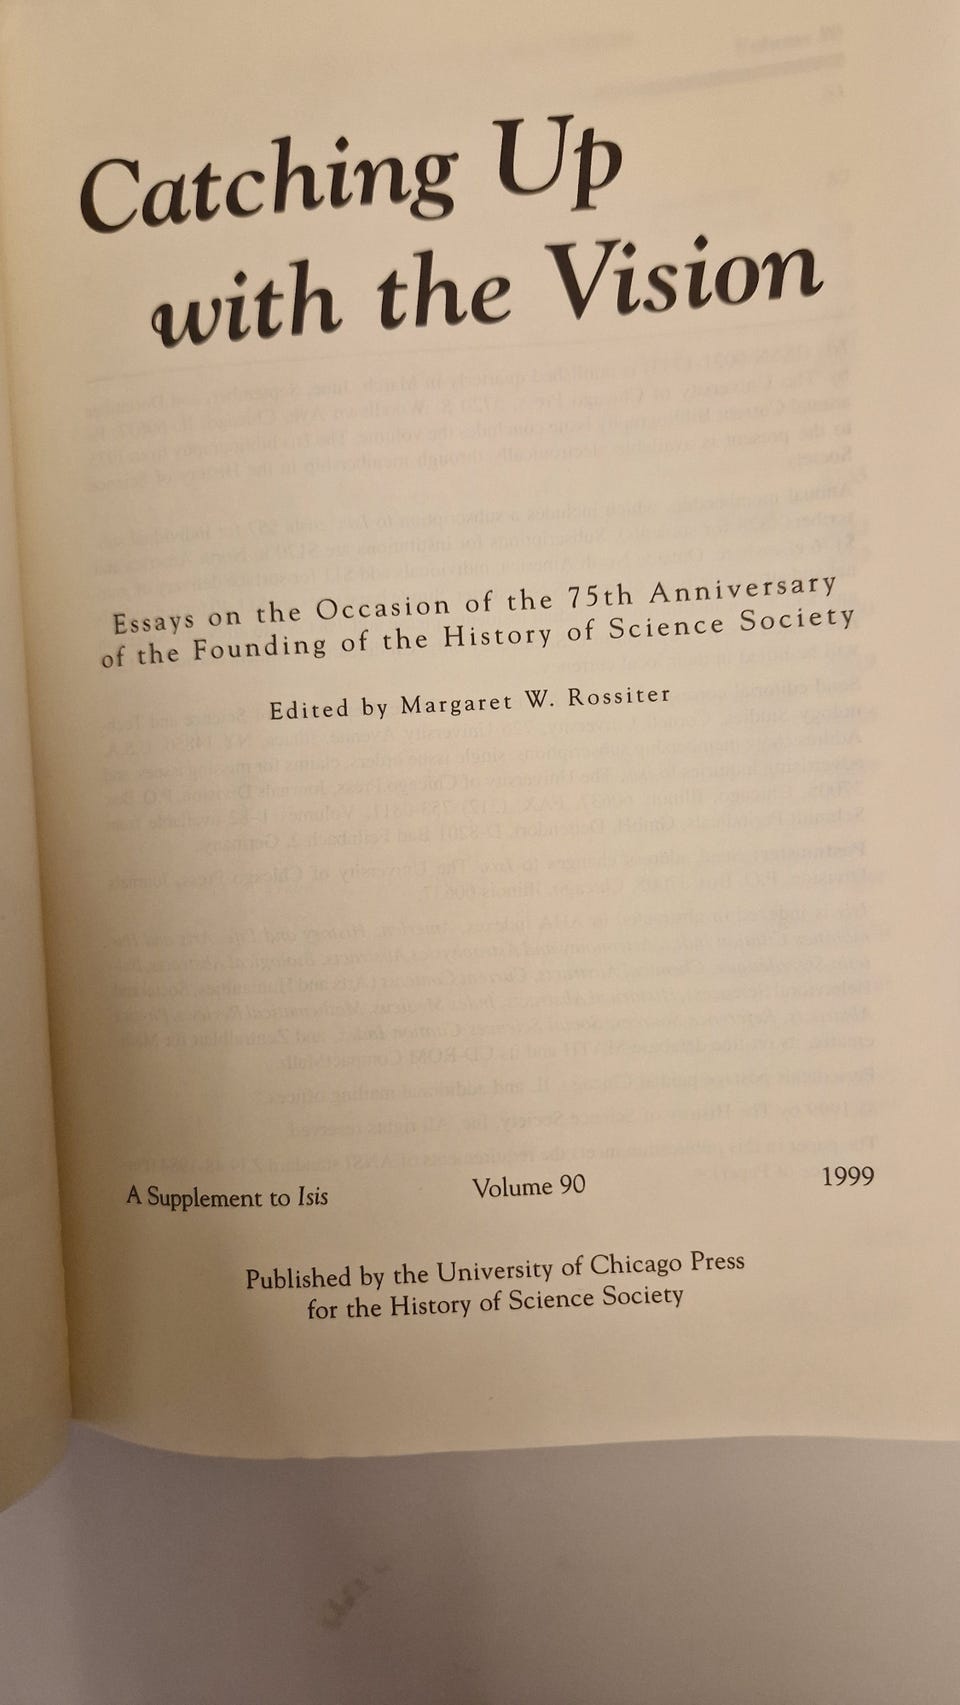 Catching Up
with the Vision
Essays on the Occasion of the 75th Anniversary
of the Founding of the History of Science Society
Edited by Margaret W. Rossiter
A Supplement to Isis Volume 90 1999
Published by the University of Chicago Press
for the History of Science Society